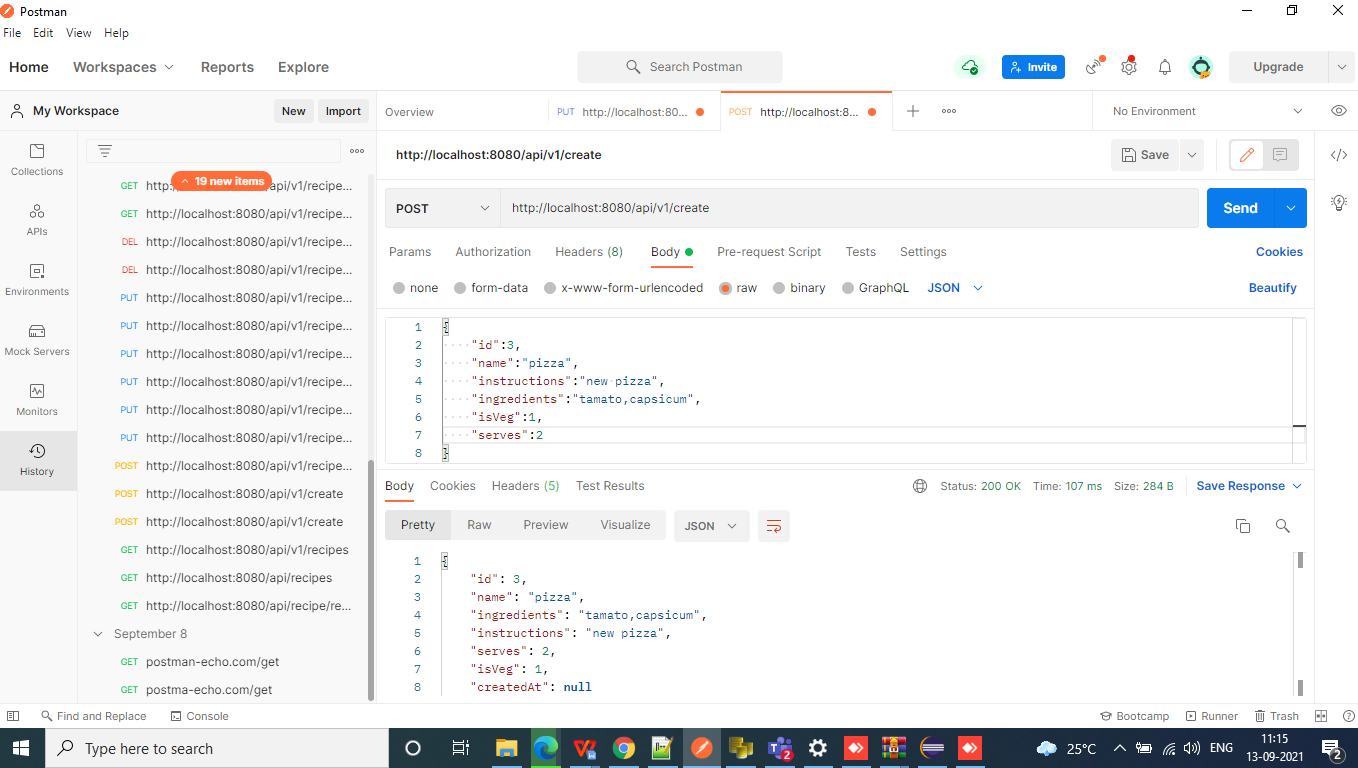 Postman
File Edit View Help
Home Workspaces Reports Explore Search Postman Invite Upgrade
My Workspace New Import Overview PUT http://localhost:80... POST http://localhost:8... No Environment
Collections
APIs
Environments
Mock Servers
Monitors
History
19 new items
GET http:/ api/v1/recipe...
GET http://localhost:8080/api/v1/recipe...
DEL http://localhost:8080/api/v1/recipe...
DEL http://localhost:8080/api/v1/recipe...
PUT http://localhost:8080/api/v1/recipe...
PUT http://localhost:8080/api/v1/recipe...
PUT http://localhost:8080/api/v1/recipe...
PUT http://localhost:8080/api/v1/recipe...
PUT http://localhost:8080/api/v1/recipe...
PUT http://localhost:8080/api/v1/recipe...
POST http://localhost:8080/api/v1/recipe...
POST http://localhost:8080/api/v1/create
POST http://localhost:8080/api/v1/create
GET http://localhost:8080/api/v1/recipes
GET http://localhost:8080/api/recipes
GET http://localhost:8080/api/recipe/re...
September 8
GET postman-echo.com/get
GET postma-echo.com/get
http://localhost:8080/api/v1/create Save
POST http://localhost:8080/api/v1/create Send
Params Authorization Headers (8) Body Pre-request Script Tests Settings Cookies
none form-data x-www-form-urlencoded raw binary GraphQL JSON Beautify
1 {
2 "id":3,
3 "name":"pizza",
4 "instructions":"new pizza",
5 "ingredients":"tamato,capsicum",
6 "isVeg":1,
7 "serves":2
8 }
Body Cookies Headers (5) Test Results Status: 200 OK Time: 107 ms Size: 284 B Save Response
Pretty Raw Preview Visualize JSON
1 {
2 "id": 3,
3 "name": "pizza",
4 "ingredients": "tamato,capsicum",
5 "instructions": "new pizza",
6 "serves": 2,
7 "isVeg": 1,
8 "createdAt": null
Find and Replace Console Bootcamp Runner Trash
Type here to search 2 25°C ENG 11:15
13-09-2021 2